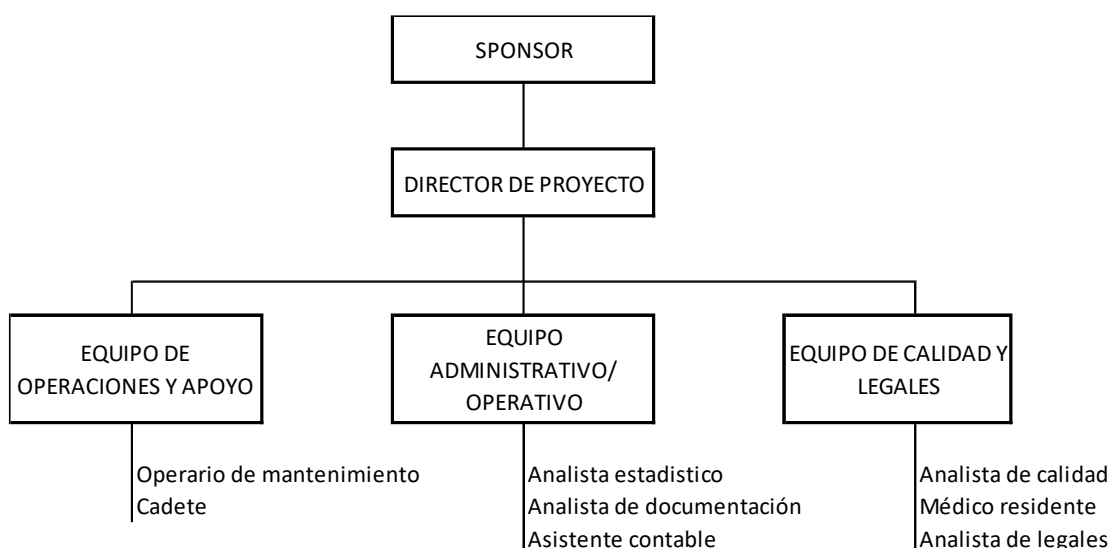 SPONSOR
DIRECTOR DE PROYECTO
EQUIPO DE
OPERACIONES Y APOYO
EQUIPO
ADMINISTRATIVO/
OPERATIVO
EQUIPO DE CALIDAD Y
LEGALES
Operario de mantenimiento
Cadete
Analista estadistico
Analista de documentación
Asistente contable
Analista de calidad
Médico residente
Analista de legales